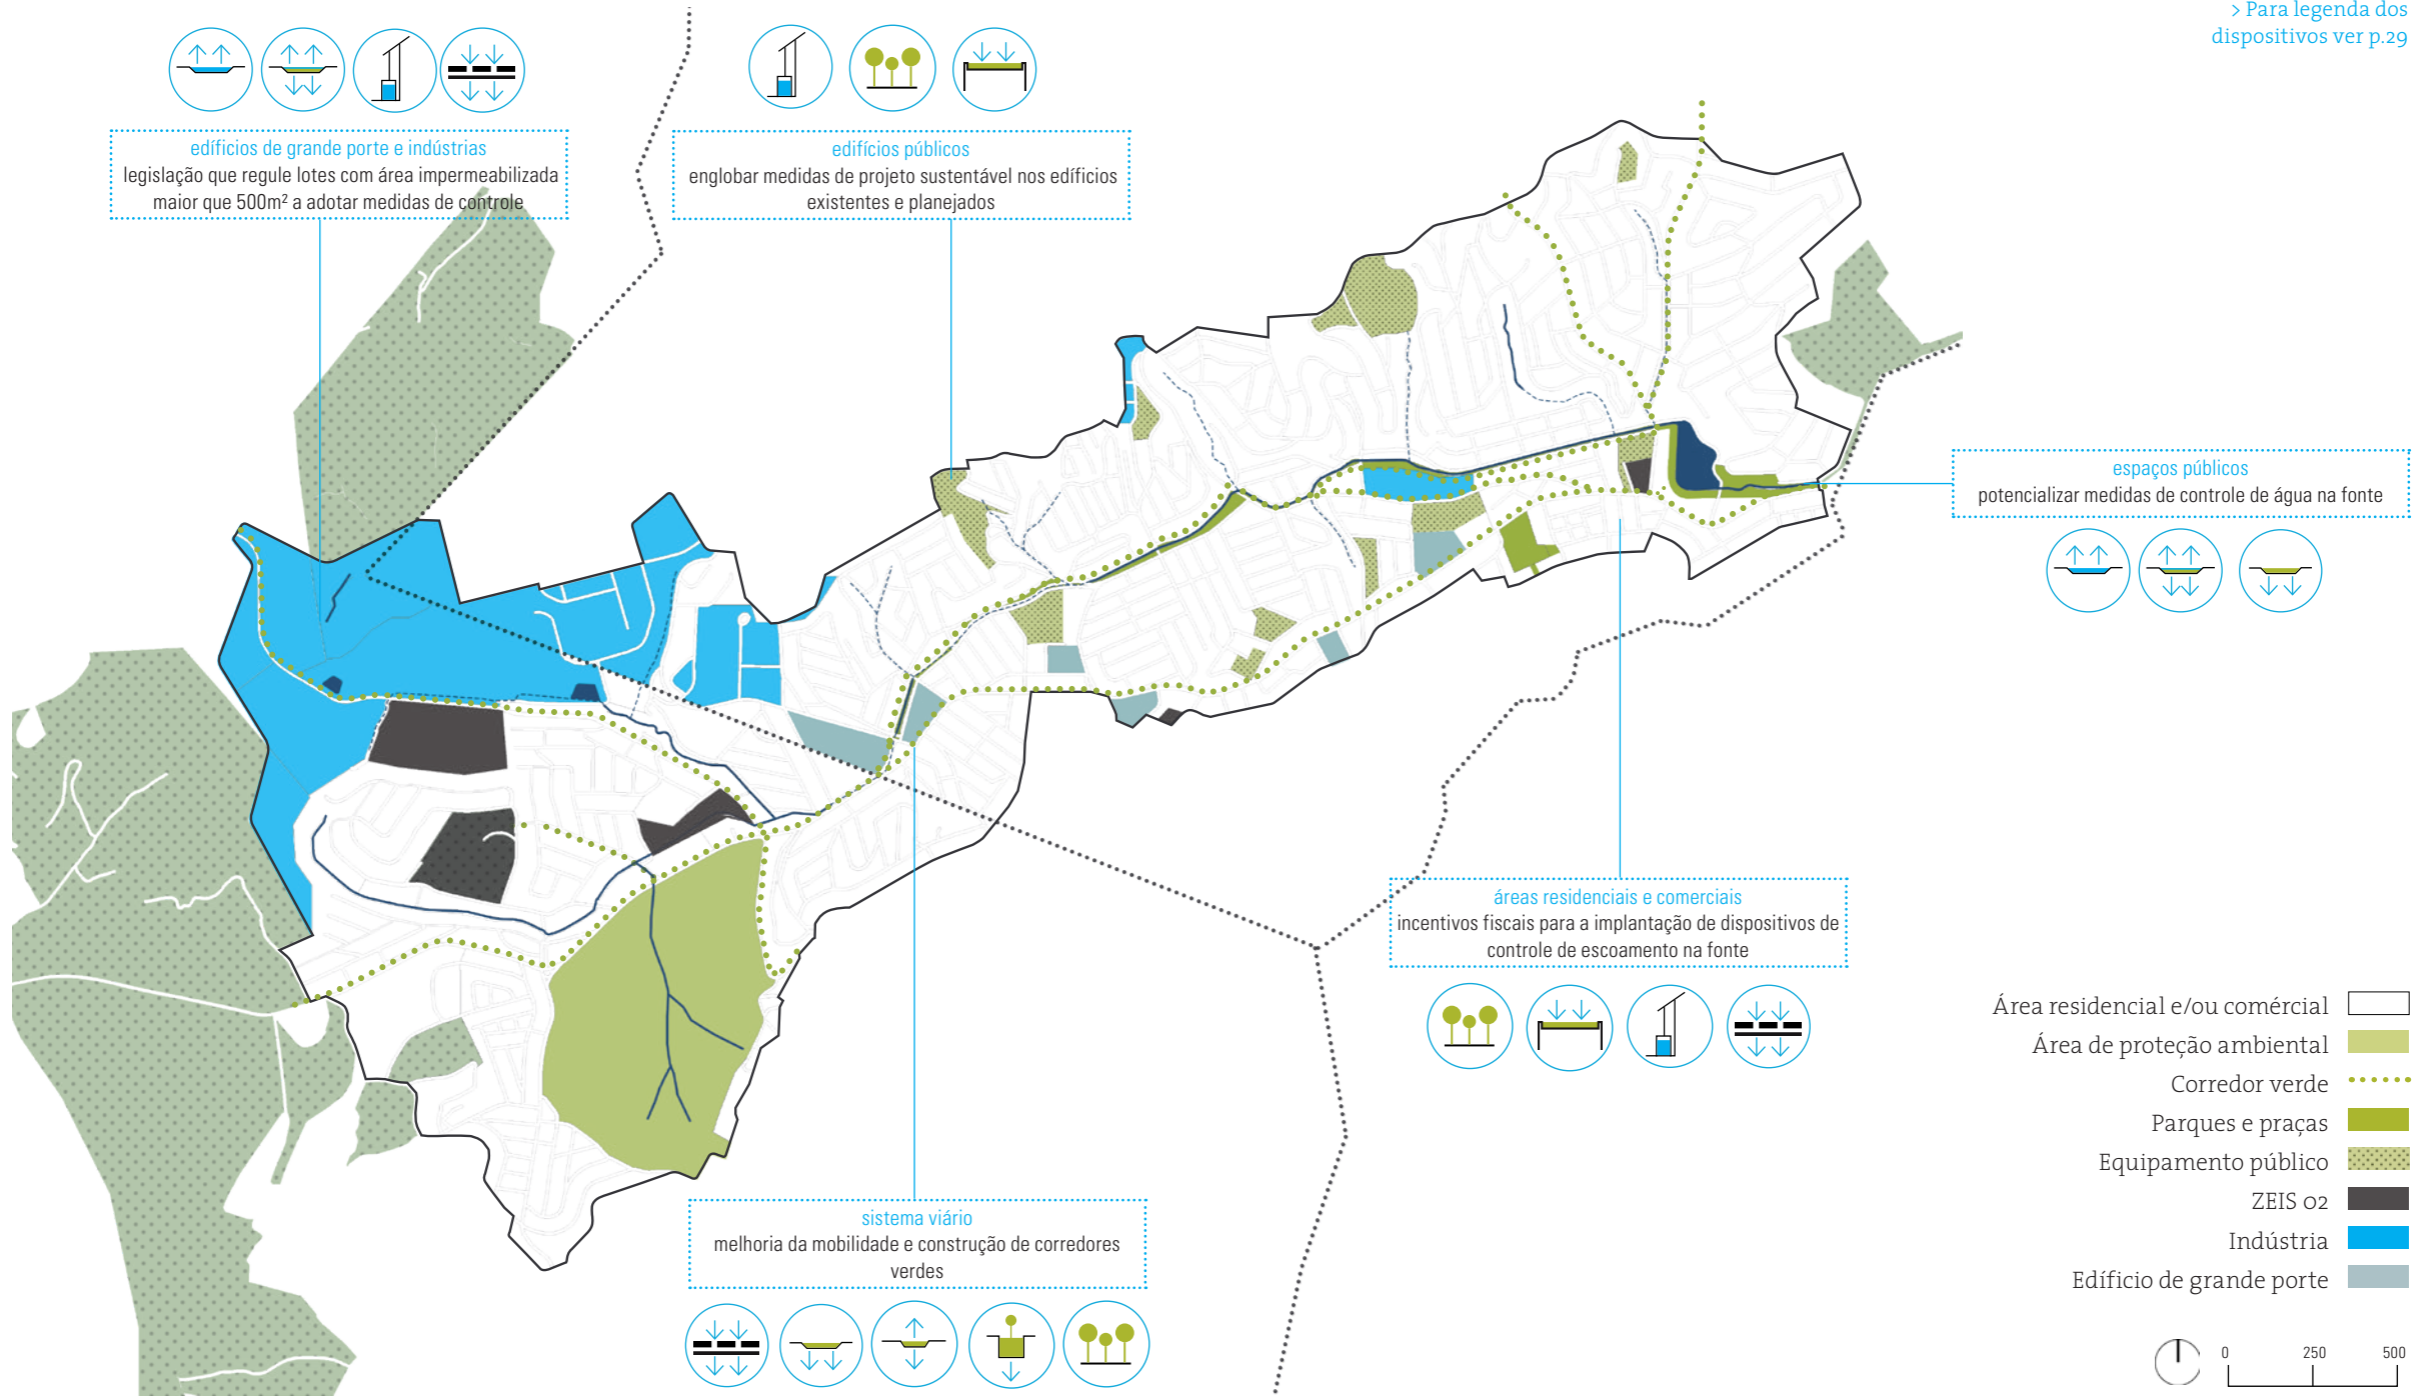 > Para legenda dos
dispositivos ver p.29
edíficios de grande porte e indústrias
legislação que regule lotes com área impermeabilizada
maior que 500m² a adotar medidas de controle
edifícios públicos
englobar medidas de projeto sustentável nos edíficios
existentes e planejados
espaços públicos
potencializar medidas de controle de água na fonte
áreas residenciais e comerciais
incentivos fiscais para a implantação de dispositivos de
controle de escoamento na fonte
sistema viário
melhoria da mobilidade e construção de corredores
verdes
Área residencial e/ou comércial
Área de proteção ambiental
Corredor verde
Parques e praças
Equipamento público
ZEIS 02
Indústria
Edíficio de grande porte
0 250 500